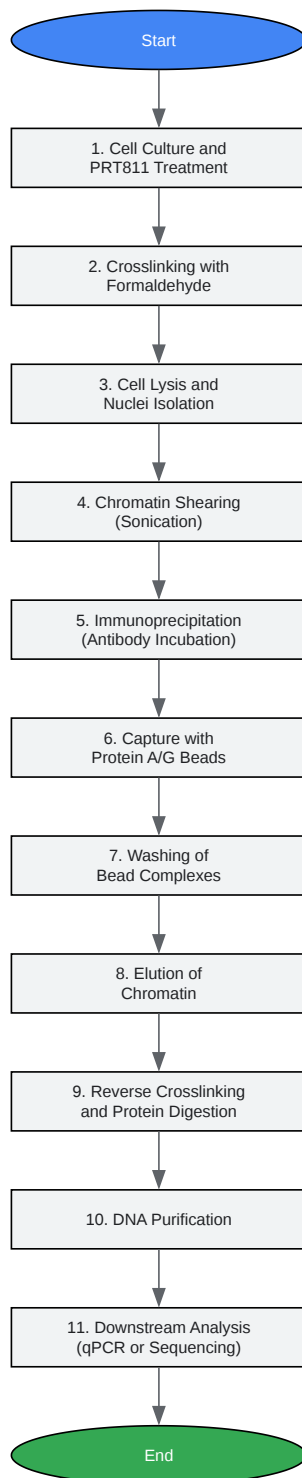 Start
1. Cell Culture and
PRT811 Treatment
2. Crosslinking with
Formaldehyde
3. Cell Lysis and
Nuclei Isolation
4. Chromatin Shearing
(Sonication)
5. Immunoprecipitation
(Antibody Incubation)
6. Capture with
Protein A/G Beads
7. Washing of
Bead Complexes
8. Elution of
Chromatin
9. Reverse Crosslinking
and Protein Digestion
10. DNA Purification
11. Downstream Analysis
(qPCR or Sequencing)
End